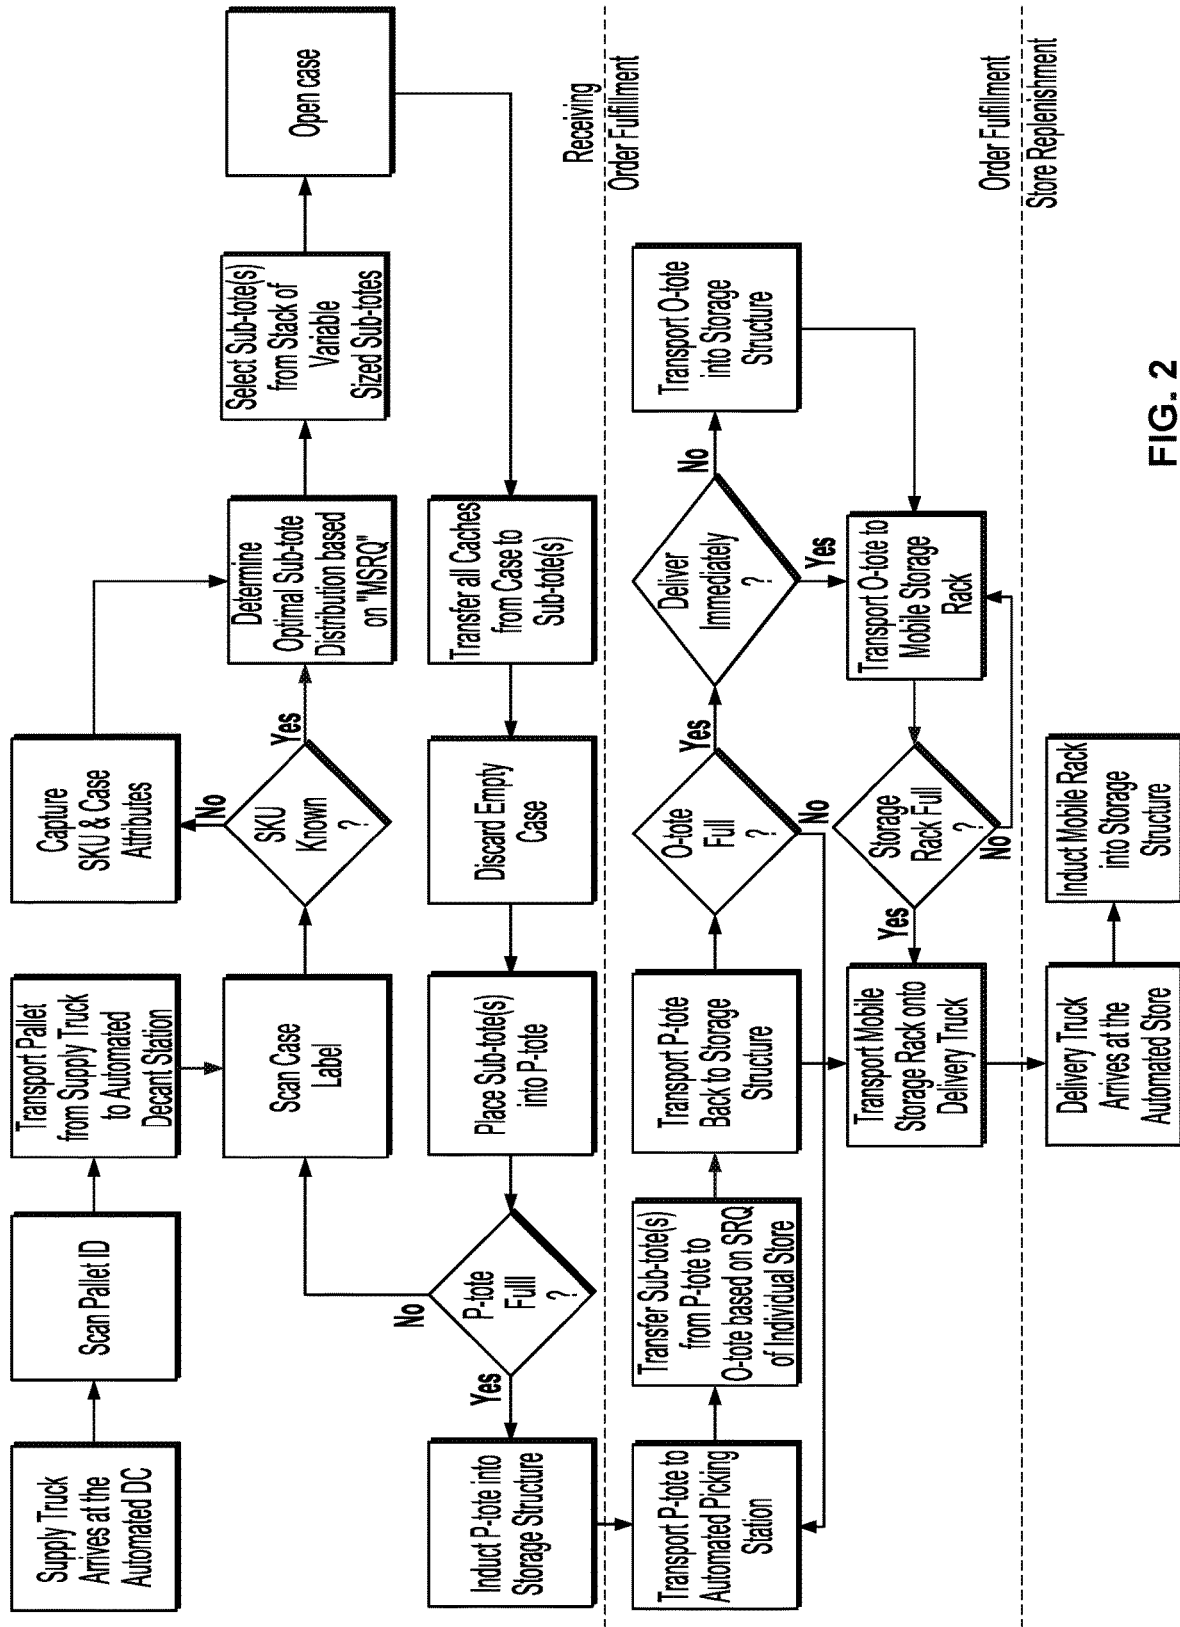 Supply Truck
Arrives at the
Automated DC
Scan Pallet ID
Transport Pallet
from Supply Truck
to Automated
Decant Station
Capture
SKU & Case
Attributes
Scan Case
Label
No
SKU
Known
?
Yes
Determine
Optimal Sub-tote
Distribution based
on "MSRQ"
Select Sub-tote(s)
from Stack of
Variable
Sized Sub-totes
Open case
No
P-tote
Fulll
?
Yes
Induct P-tote into
Storage Structure
Place Sub-tote(s)
into P-tote
Discard Empty
Case
Transfer all Caches
from Case to
Sub-tote(s)
Receiving
Order Fulfillment
Transport P-tote to
Automated Picking
Station
Transfer Sub-tote(s)
from P-tote to
O-tote based on SRQ
of Individual Store
Transport P-tote
Back to Storage
Structure
O-tote
Full
?
Yes
No
Deliver
Immediately
?
No
Yes
Transport O-tote
into Storage
Structure
Transport Mobile
Storage Rack onto
Delivery Truck
Yes
Storage
Rack Full
?
No
Transport O-tote to
Mobile Storage
Rack
Order Fulfillment
Store Replenishment
Delivery Truck
Arrives at the
Automated Store
Induct Mobile Rack
into Storage
Structure
FIG. 2